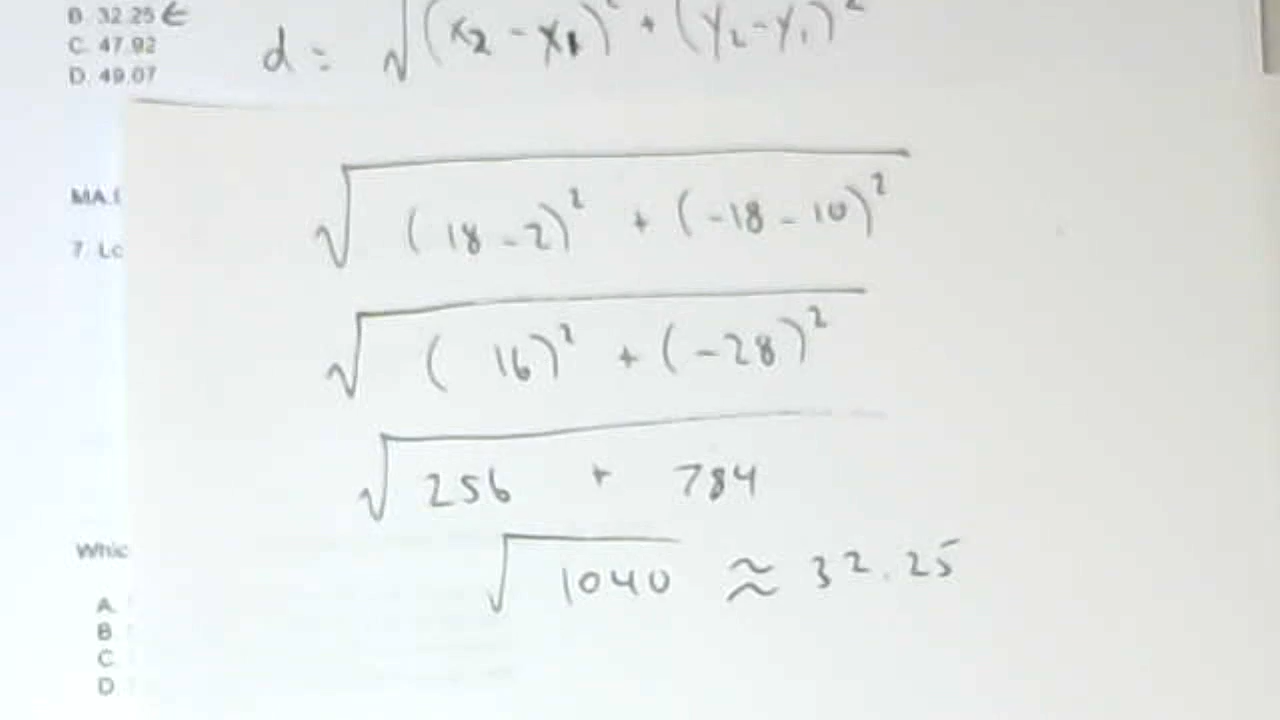 B. 32.25 ←
C. 47.92
D. 49.07
d = √(x₂ - x₁)² + (y₂ - y₁)²
√(18 - 2)² + (-18 - 10)²
MA.
7. Lo
√(16)² + (-28)²
√256 + 784
Whic
√1040 ≈ 32.25
A.
B
C
D